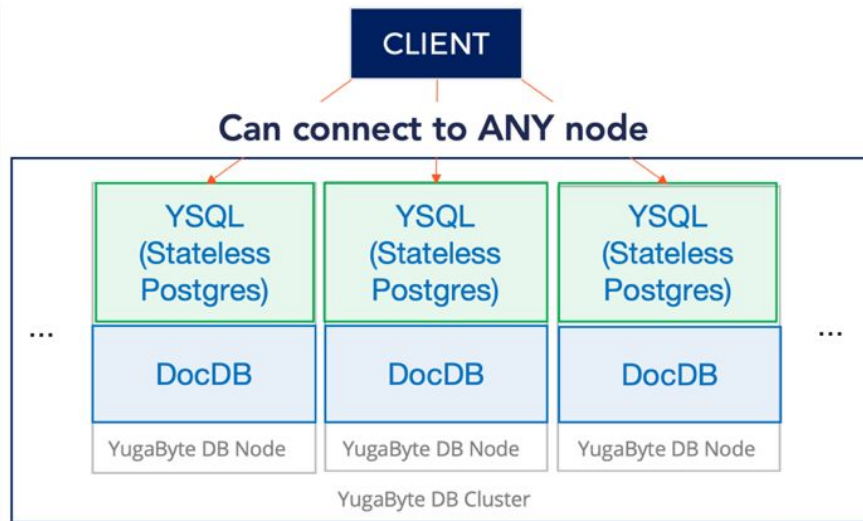 CLIENT
Can connect to ANY node
YSQL
(Stateless
Postgres)
YSQL
(Stateless
Postgres)
YSQL
(Stateless
Postgres)
...
...
DocDB
DocDB
DocDB
YugaByte DB Node
YugaByte DB Node
YugaByte DB Node
YugaByte DB Cluster